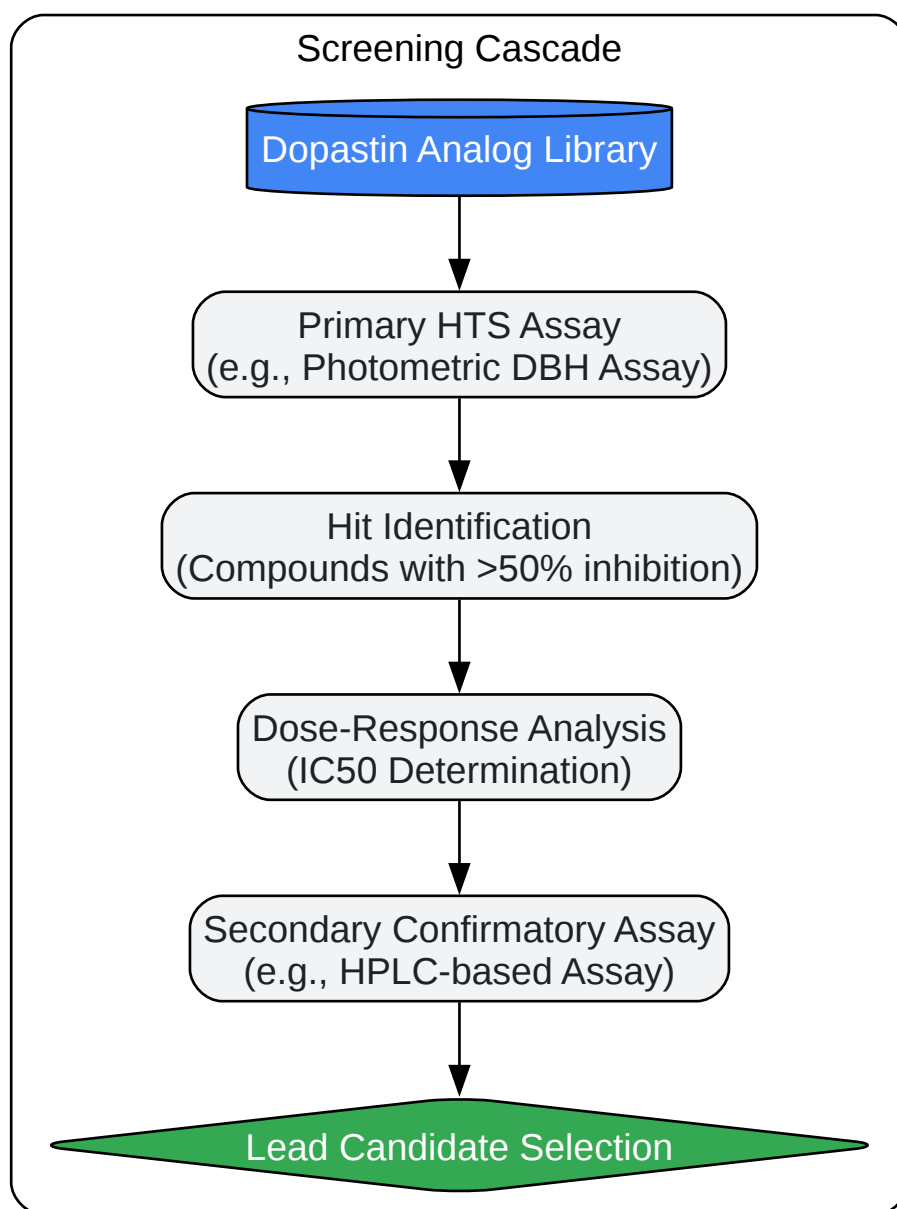 Screening Cascade
Dopastin Analog Library
Primary HTS Assay
(e.g., Photometric DBH Assay)
Hit Identification
(Compounds with >50% inhibition)
Dose-Response Analysis
(IC50 Determination)
Secondary Confirmatory Assay
(e.g., HPLC-based Assay)
Lead Candidate Selection